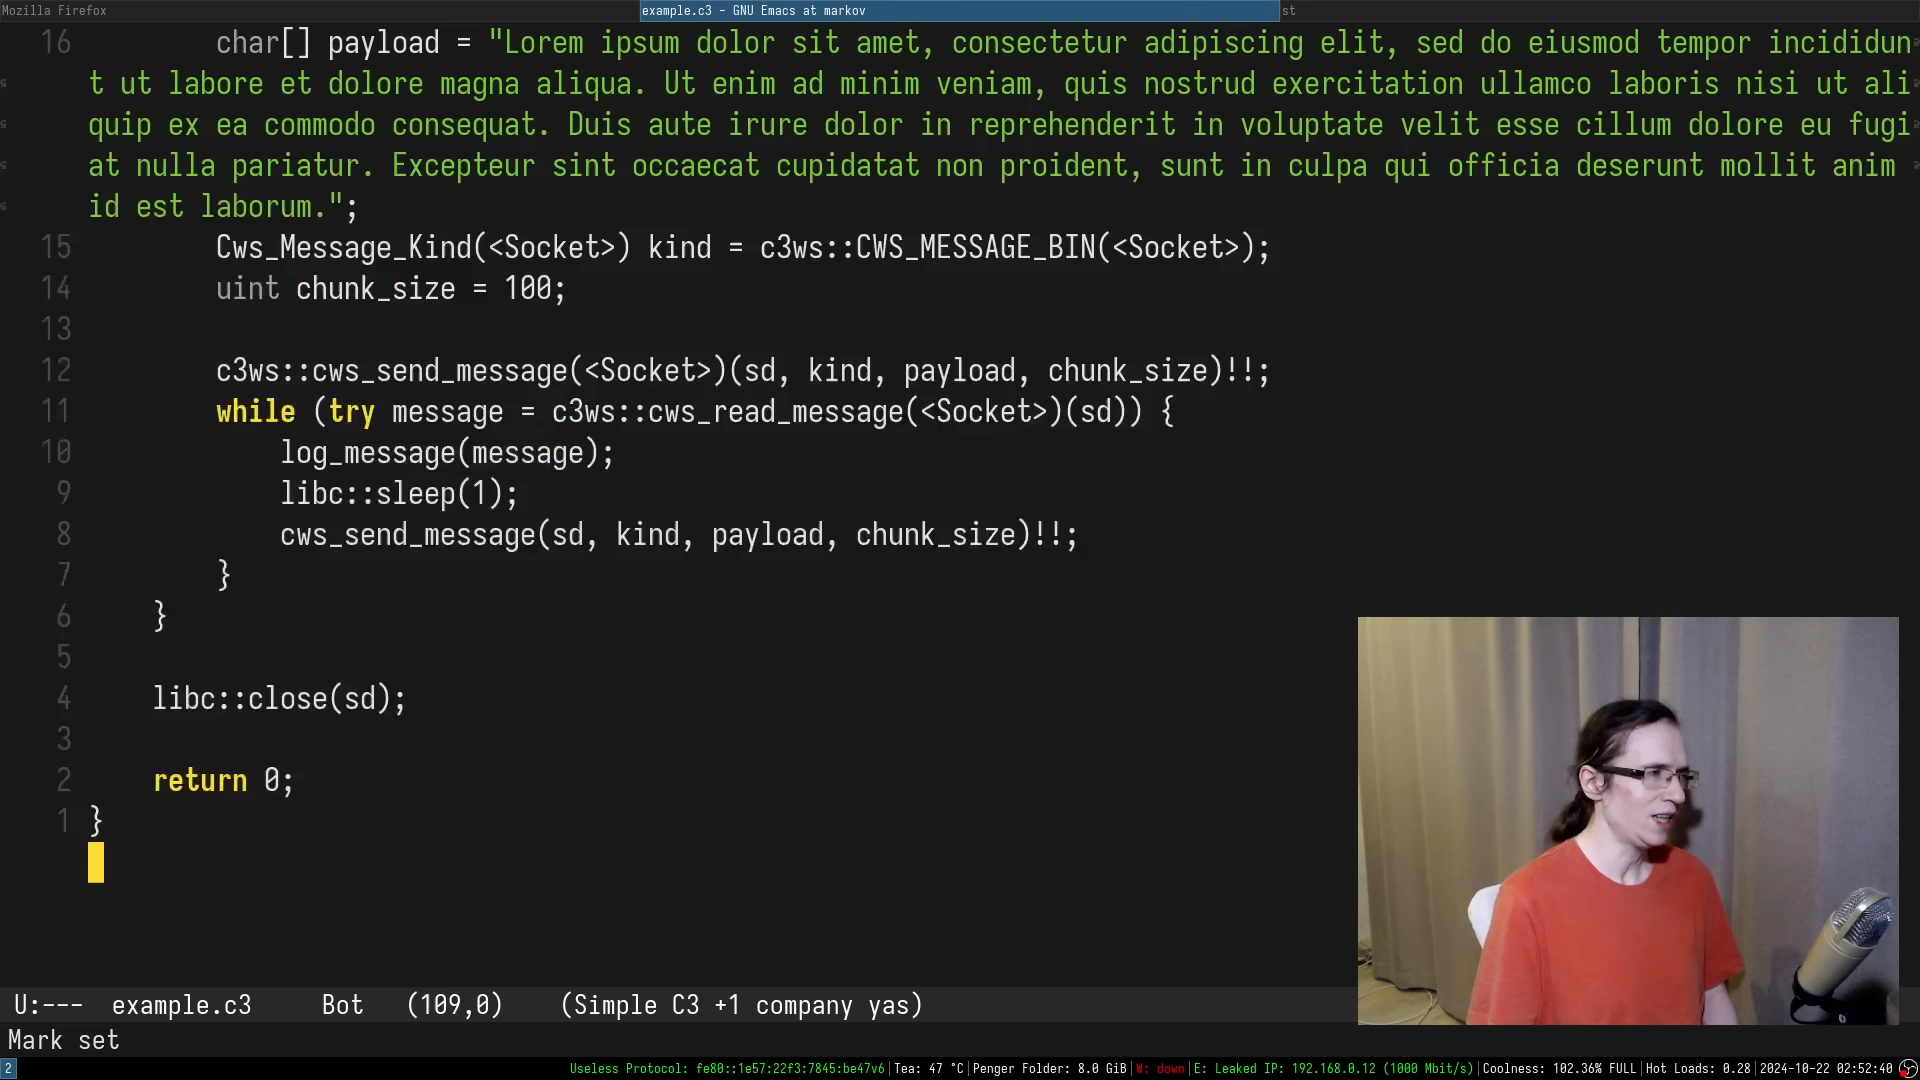 Mozilla Firefox
example.c3 - GNU Emacs at markov
st
16 char[] payload = "Lorem ipsum dolor sit amet, consectetur adipiscing elit, sed do eiusmod tempor incididun
t ut labore et dolore magna aliqua. Ut enim ad minim veniam, quis nostrud exercitation ullamco laboris nisi ut ali
quip ex ea commodo consequat. Duis aute irure dolor in reprehenderit in voluptate velit esse cillum dolore eu fugi
at nulla pariatur. Excepteur sint occaecat cupidatat non proident, sunt in culpa qui officia deserunt mollit anim
id est laborum.";
15 Cws_Message_Kind(<Socket>) kind = c3ws::CWS_MESSAGE_BIN(<Socket>);
14 uint chunk_size = 100;
13
12 c3ws::cws_send_message(<Socket>)(sd, kind, payload, chunk_size)!!;
11 while (try message = c3ws::cws_read_message(<Socket>)(sd)) {
10 log_message(message);
9 libc::sleep(1);
8 cws_send_message(sd, kind, payload, chunk_size)!!;
7 }
6 }
5
4 libc::close(sd);
3
2 return 0;
1 }
U:--- example.c3 Bot (109,0) (Simple C3 +1 company yas)
Mark set
2 Useless Protocol: fe80::1e57:22f3:7845:be47v6|Tea: 47 °C|Penger Folder: 8.0 GiB|W: down|E: Leaked IP: 192.168.0.12 (1000 Mbit/s)|Coolness: 102.36% FULL|Hot Loads: 0.28|2024-10-22 02:52:40